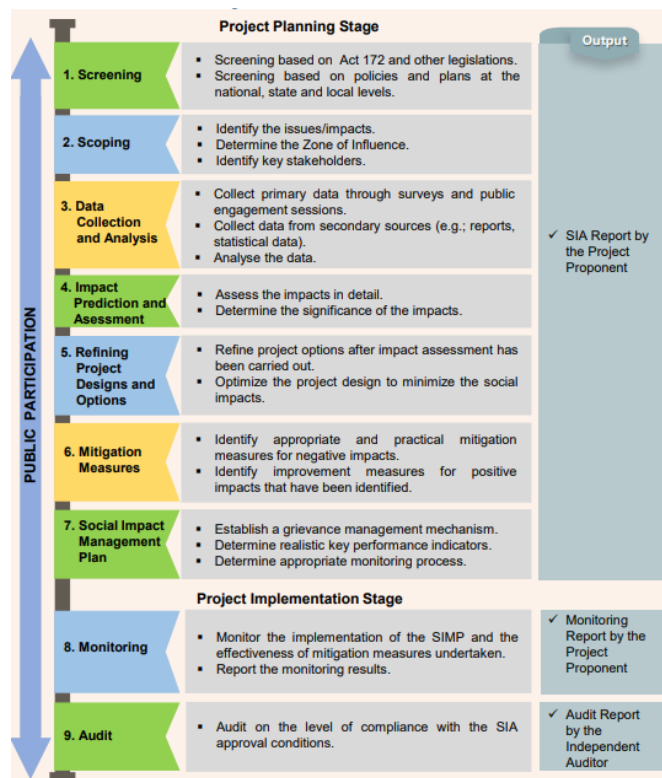 Project Planning Stage
Output
PUBLIC PARTICIPATION
1. Screening
▪ Screening based on Act 172 and other legislations.
▪ Screening based on policies and plans at the
national, state and local levels.
2. Scoping
▪ Identify the issues/impacts.
▪ Determine the Zone of Influence.
▪ Identify key stakeholders.
3. Data
Collection
and Analysis
▪ Collect primary data through surveys and public
engagement sessions.
▪ Collect data from secondary sources (e.g.; reports,
statistical data).
▪ Analyse the data.
✓ SIA Report by
the Project
Proponent
4. Impact
Prediction and
Asessment
▪ Assess the impacts in detail.
▪ Determine the significance of the impacts.
5. Refining
Project
Designs and
Options
▪ Refine project options after impact assessment has
been carried out.
▪ Optimize the project design to minimize the social
impacts.
6. Mitigation
Measures
▪ Identify appropriate and practical mitigation
measures for negative impacts.
▪ Identify improvement measures for positive
impacts that have been identified.
7. Social Impact
Management
Plan
▪ Establish a grievance management mechanism.
▪ Determine realistic key performance indicators.
▪ Determine appropriate monitoring process.
Project Implementation Stage
8. Monitoring
▪ Monitor the implementation of the SIMP and the
effectiveness of mitigation measures undertaken.
▪ Report the monitoring results.
✓ Monitoring
Report by the
Project
Proponent
9. Audit
▪ Audit on the level of compliance with the SIA
approval conditions.
✓ Audit Report
by the
Independent
Auditor